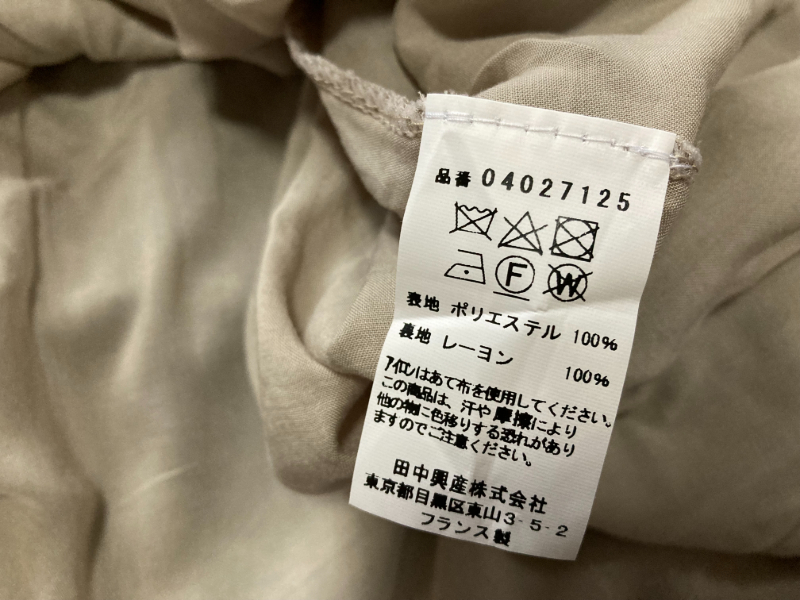 品番 04027125
F W
表地 ポリエステル 100%
裏地 レーヨン 100%
アイロンはあて布を使用してください。
この商品は、汗や摩擦により
他の物に色移りする恐れがあり
ますのでご注意ください。
田中興産株式会社
東京都目黒区東山3-5-2
フランス製